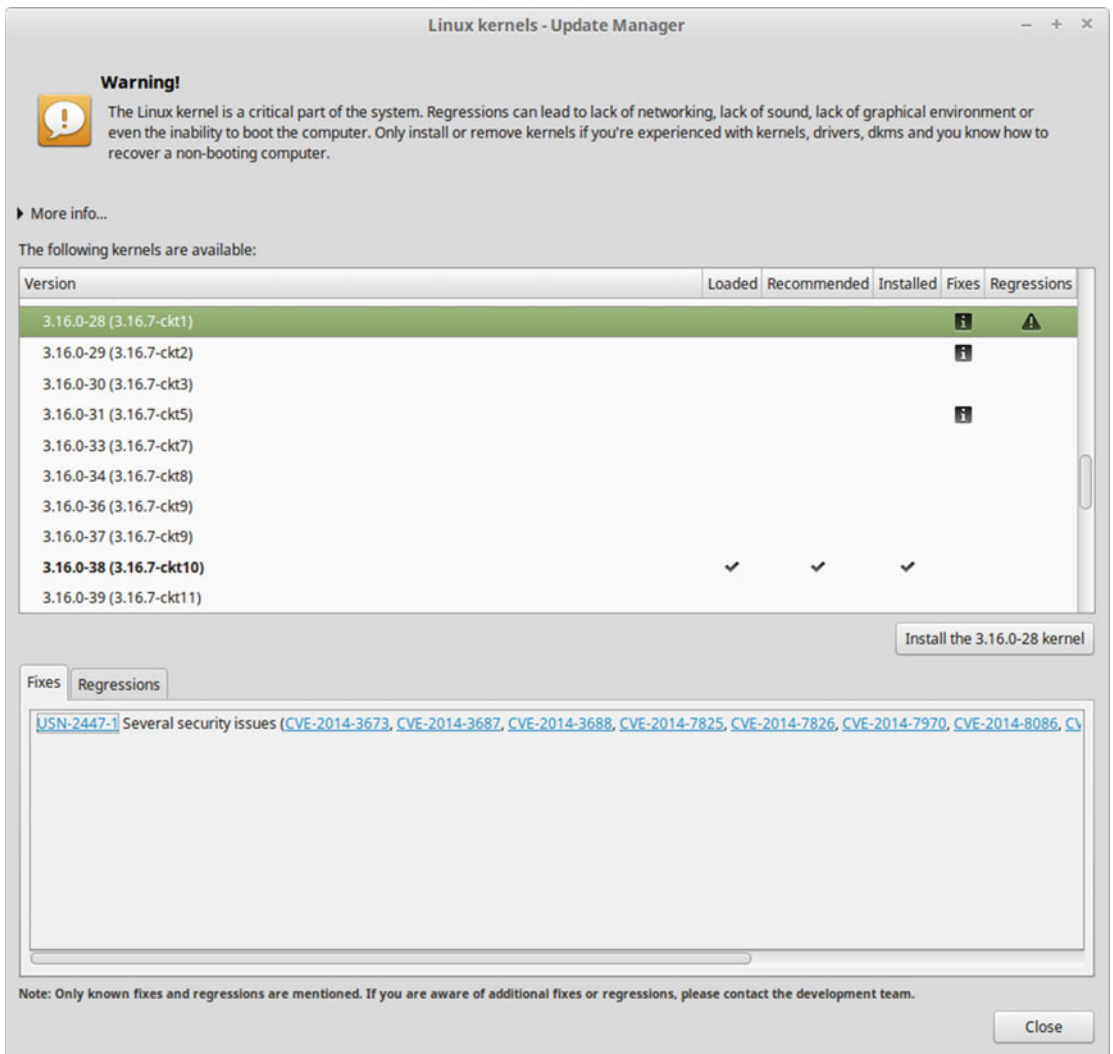 Linux kernels - Update Manager
Warning!
The Linux kernel is a critical part of the system. Regressions can lead to lack of networking, lack of sound, lack of graphical environment or
even the inability to boot the computer. Only install or remove kernels if you're experienced with kernels, drivers, dkms and you know how to
recover a non-booting computer.
More info...
The following kernels are available:
Version Loaded Recommended Installed Fixes Regressions
3.16.0-28 (3.16.7-ckt1)
3.16.0-29 (3.16.7-ckt2)
3.16.0-30 (3.16.7-ckt3)
3.16.0-31 (3.16.7-ckt5)
3.16.0-33 (3.16.7-ckt7)
3.16.0-34 (3.16.7-ckt8)
3.16.0-36 (3.16.7-ckt9)
3.16.0-37 (3.16.7-ckt9)
3.16.0-38 (3.16.7-ckt10)
3.16.0-39 (3.16.7-ckt11)
Install the 3.16.0-28 kernel
Fixes Regressions
USN-2447-1 Several security issues (CVE-2014-3673, CVE-2014-3687, CVE-2014-3688, CVE-2014-7825, CVE-2014-7826, CVE-2014-7970, CVE-2014-8086,
Note: Only known fixes and regressions are mentioned. If you are aware of additional fixes or regressions, please contact the development team.
Close